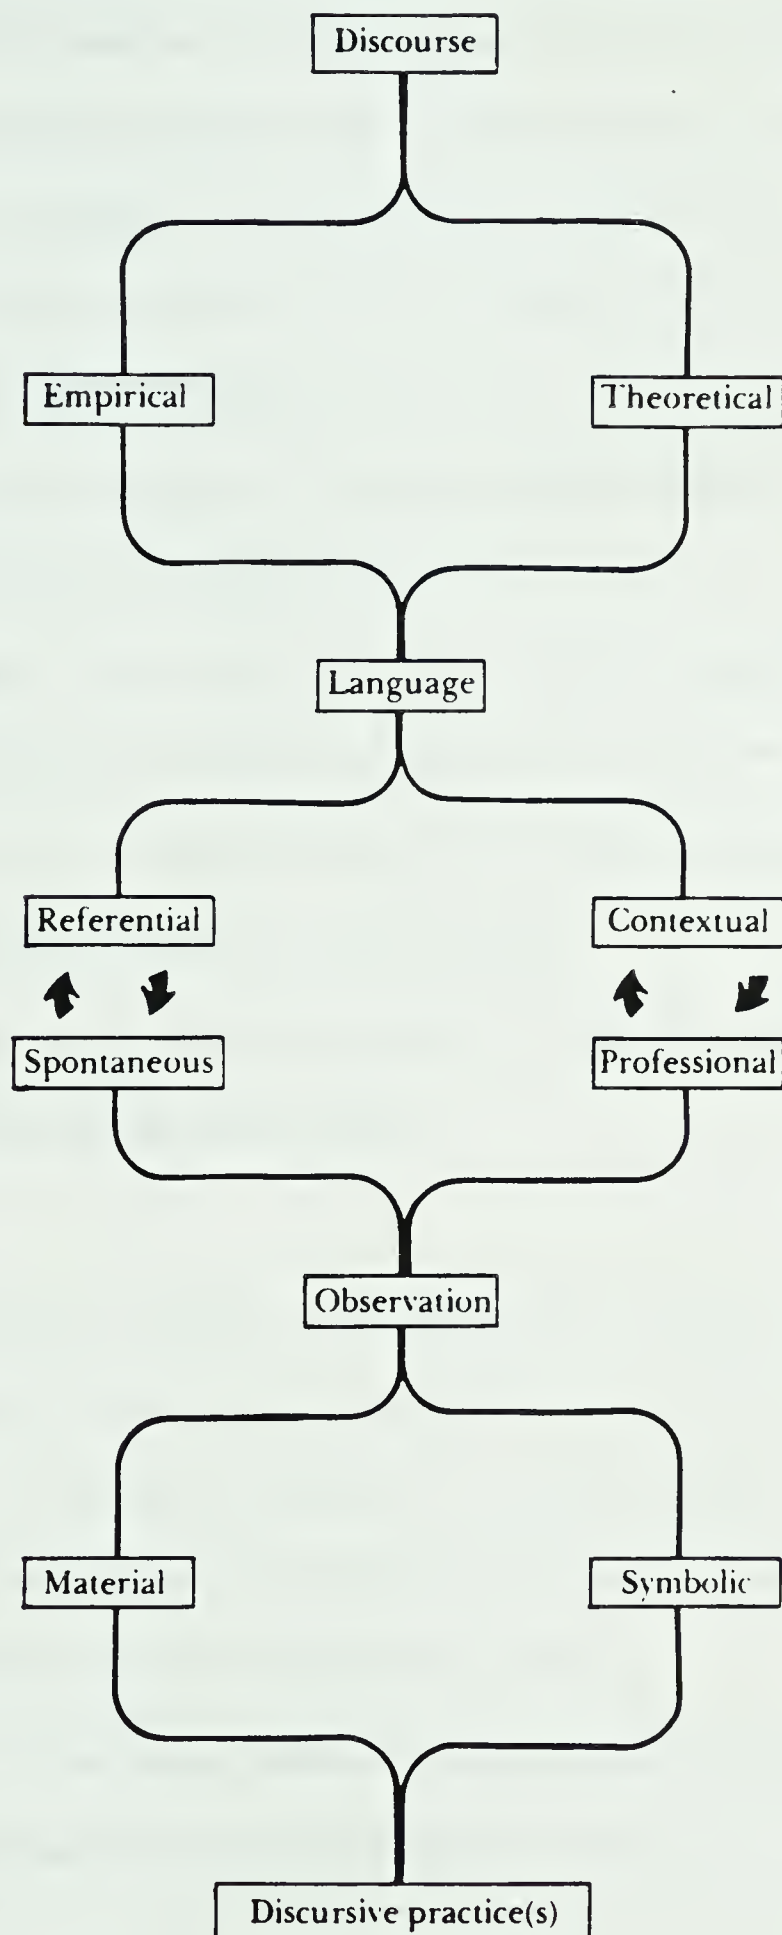 Discourse
Empirical
Theoretical
Language
Referential
Contextual
Spontaneous
Professional
Observation
Material
Symbolic
Discursive practice(s)